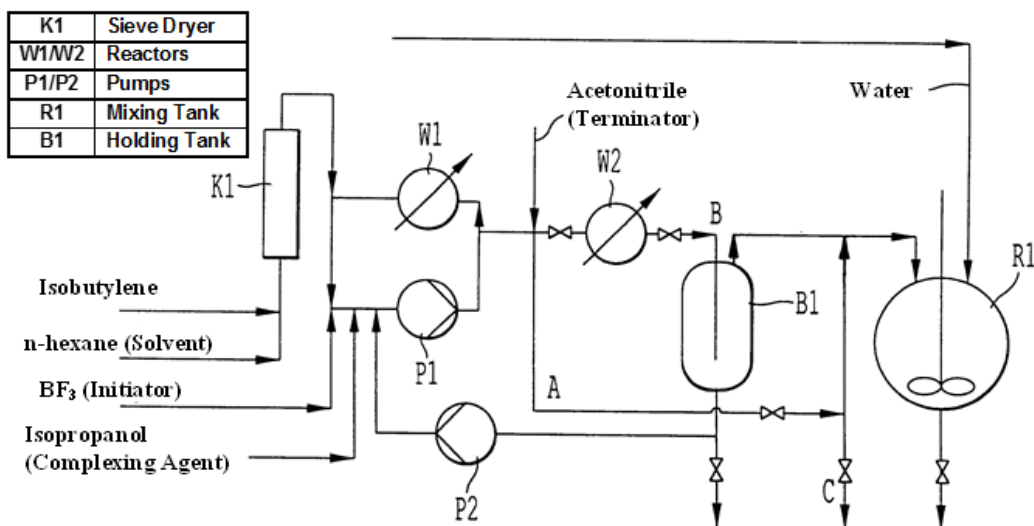 K1 Sieve Dryer
W1/W2 Reactors
P1/P2 Pumps
R1 Mixing Tank
B1 Holding Tank
Acetonitrile
(Terminator)
Water
W1
W2
K1
B
R1
Isobutylene
B1
n-hexane (Solvent)
P1
BF₃ (Initiator)
A
Isopropanol
(Complexing Agent)
P2
C